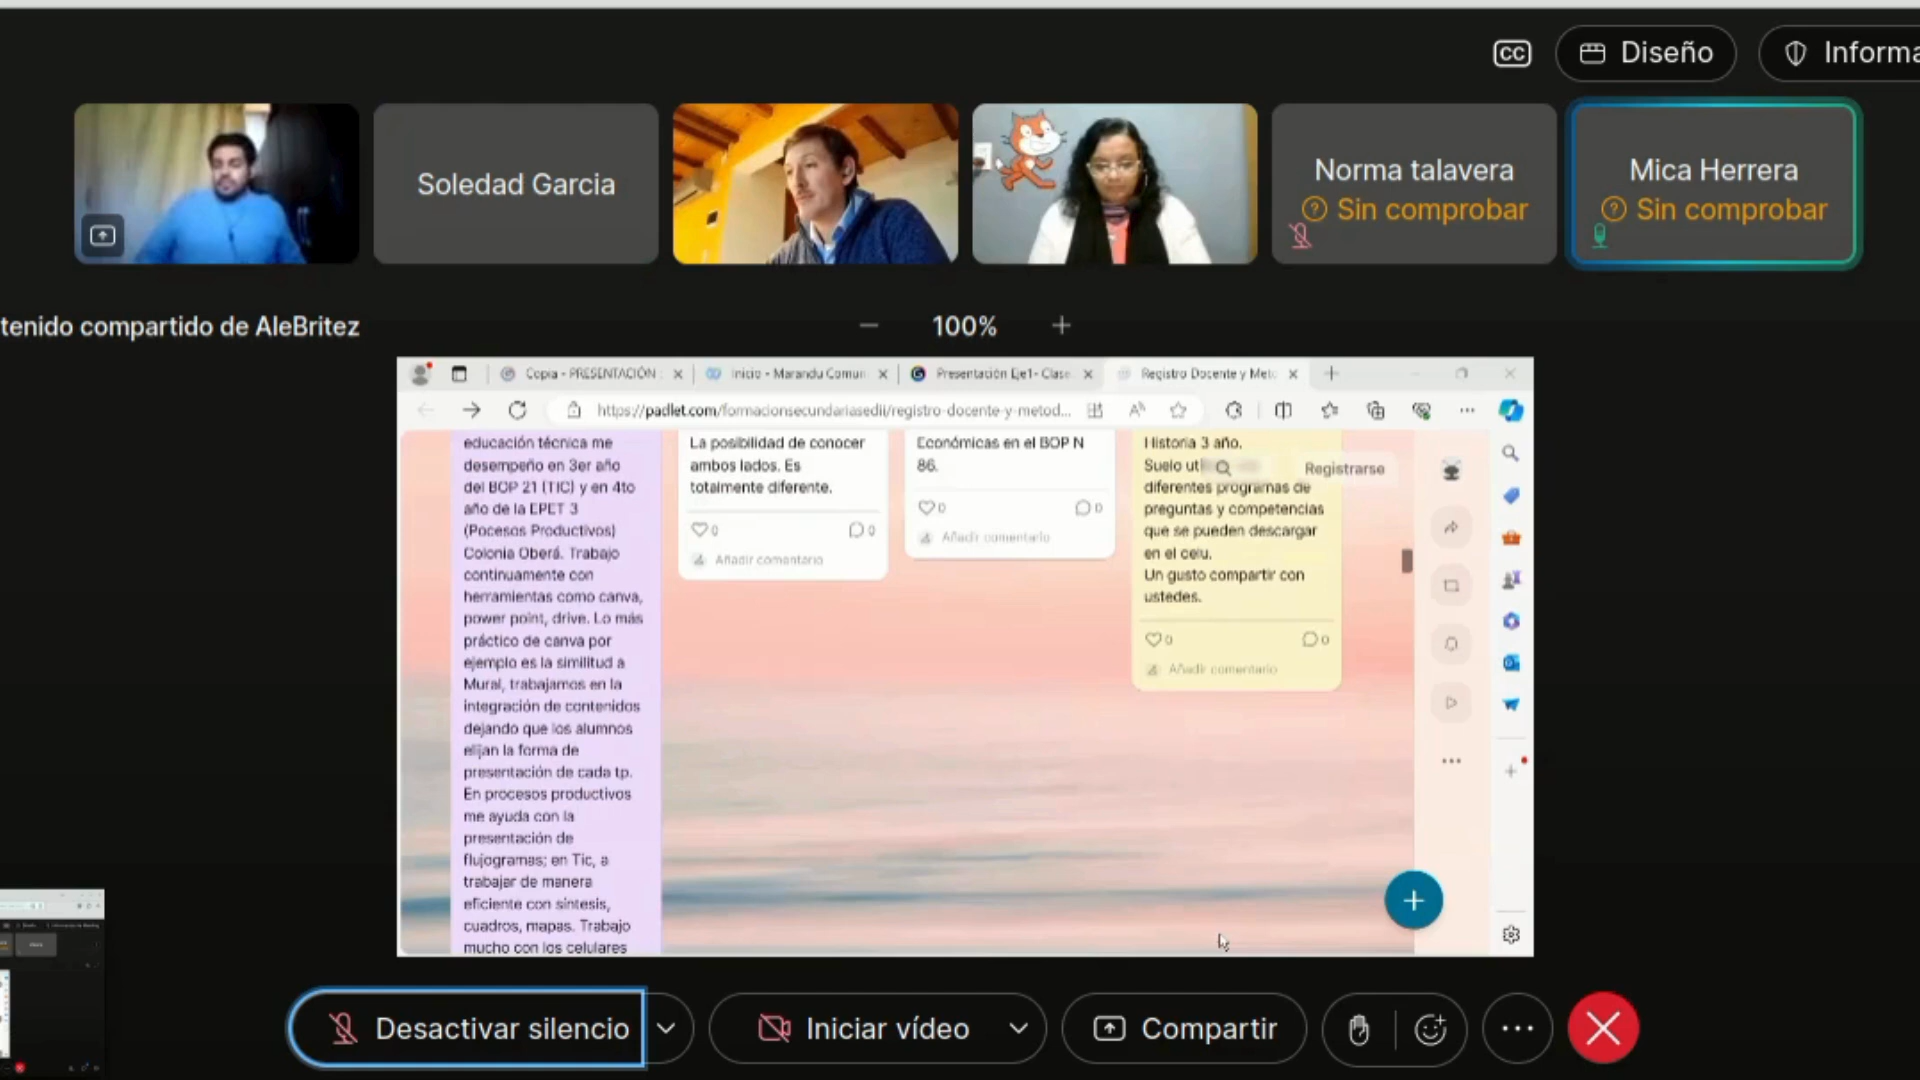 CC
Diseño
Informa
Soledad Garcia
Norma talavera
Sin comprobar
Mica Herrera
Sin comprobar
tenido compartido de AleBritez
100%
Copia - PRESENTACIÓN
Inicio - Marandu Comun
Presentación Eje1- Clase
Registro Docente y Meto
https://padlet.com/formacionsecundariasedii/registro-docente-y-metod...
educación técnica me
desempeño en 3er año
del BOP 21 (TIC) y en 4to
año de la EPET 3
(Pocesos Productivos)
Colonia Oberá. Trabajo
continuamente con
herramientas como canva,
power point, drive. Lo más
práctico de canva por
ejemplo es la similitud a
Mural, trabajamos en la
integración de contenidos
dejando que los alumnos
elijan la forma de
presentación de cada tp.
En procesos productivos
me ayuda con la
presentación de
flujogramas; en Tic, a
trabajar de manera
eficiente con síntesis,
cuadros, mapas. Trabajo
mucho con los celulares
La posibilidad de conocer
ambos lados. Es
totalmente diferente.
0
0
Añadir comentario
Económicas en el BOP N
86.
0
0
Añadir comentario
Historia 3 año.
Suelo ut
diferentes programas de
preguntas y competencias
que se pueden descargar
en el celu.
Un gusto compartir con
ustedes.
0
0
Añadir comentario
Registrarse
Desactivar silencio
Iniciar vídeo
Compartir